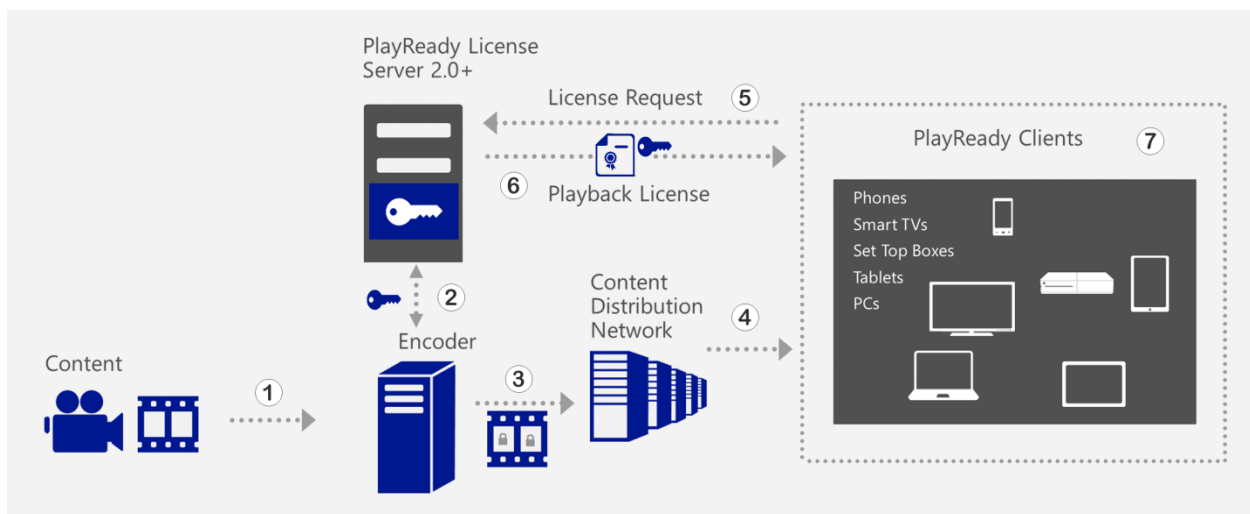 PlayReady License
Server 2.0+
License Request 5
PlayReady Clients 7
6
Playback License
Phones
Smart TVs
Set Top Boxes
Tablets
PCs
2
Content
Distribution
Network
4
Encoder
Content
1
3